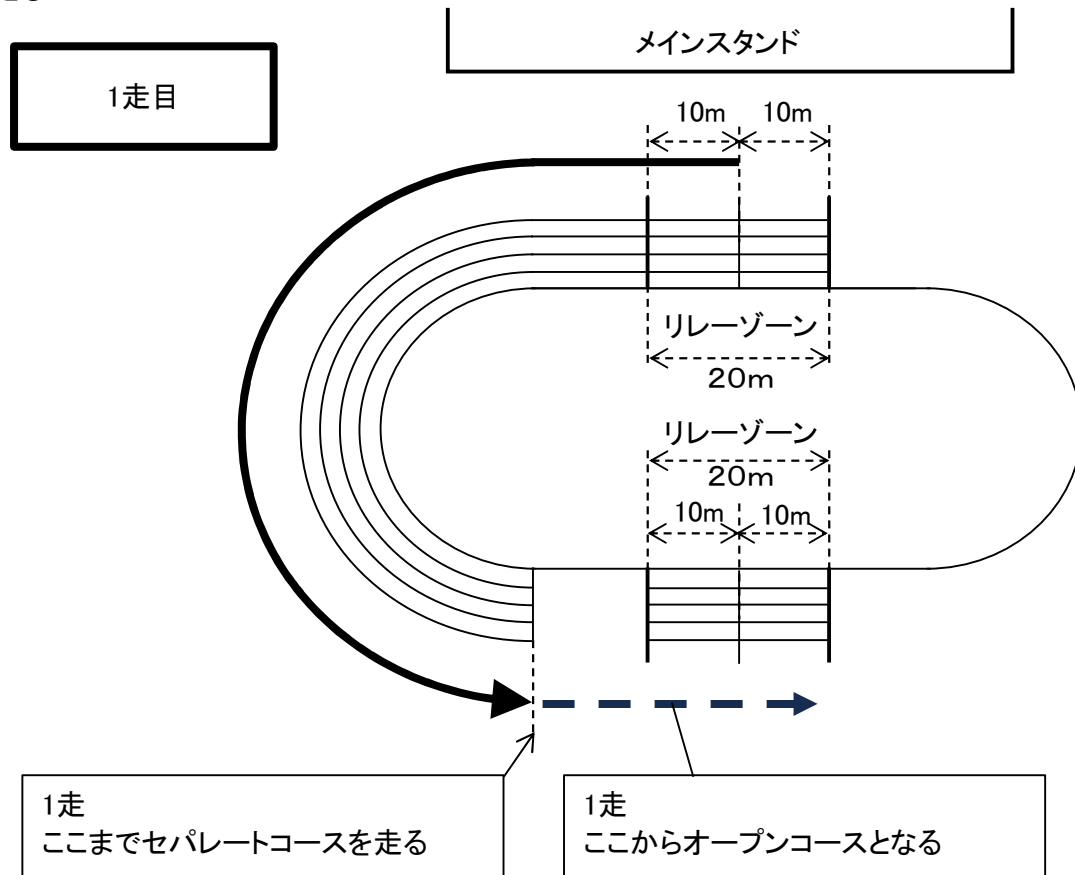 メインスタンド
1走目
10m 10m
リレーゾーン
20m
リレーゾーン
20m
10m 10m
1走
ここまでセパレートコースを走る
1走
ここからオープンコースとなる